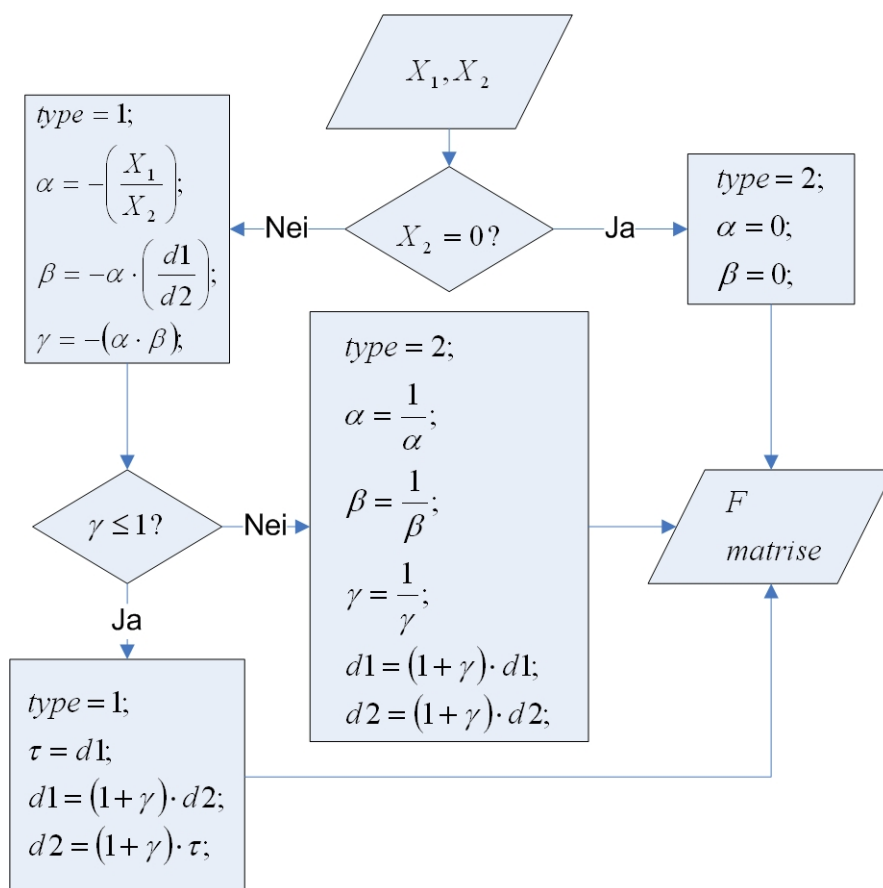 X₁, X₂
X₂ = 0?
Nei
Ja
type = 1;
α = −(X₁/X₂);
β = −α · (d1/d2);
γ = −(α · β);
type = 2;
α = 0;
β = 0;
γ ≤ 1?
Nei
Ja
type = 2;
α = 1/α;
β = 1/β;
γ = 1/γ;
d1 = (1 + γ) · d1;
d2 = (1 + γ) · d2;
F
matrise
type = 1;
τ = d1;
d1 = (1 + γ) · d2;
d2 = (1 + γ) · τ;